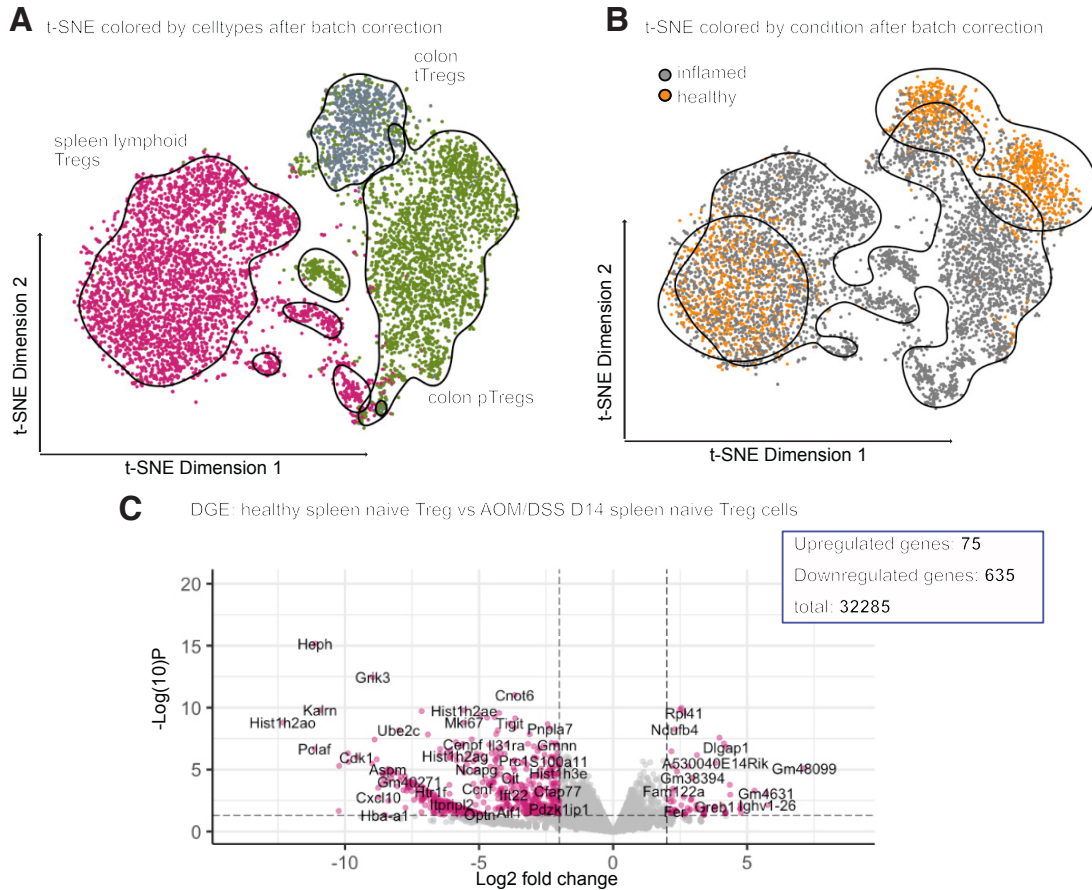 A t-SNE colored by celltypes after batch correction
colon
tTregs
spleen lymphoid
Tregs
colon pTregs
t-SNE Dimension 2
t-SNE Dimension 1
B t-SNE colored by condition after batch correction
inflamed
healthy
t-SNE Dimension 2
t-SNE Dimension 1
C DGE: healthy spleen naive Treg vs AOM/DSS D14 spleen naive Treg cells
Upregulated genes: 75
Downregulated genes: 635
total: 32285
-Log(10)P
20
15
10
5
0
Heph
Grik3
Cnot6
Kalrn
Hist1h2ae
Rpl41
Hist1h2ao
Mki67
Tigit
Pnpla7
Ndufb4
Ube2c
Polaf
Cenpf
Il31ra
Gmnn
Dlgap1
Cdk1
Hist1h2ag
Prc1
S100a11
A530040E14Rik
Aspm
Ncapg
Hist1h3e
Gm48099
Gm40271
Cit
Gm38394
Htr1f
Ccnf
Ift22
Cfap77
Fam122a
Gm4631
Cxcl10
Itpripl2
Greb1
Ighv1-26
Hba-a1
Optn
Aif1
Pdzk1ip1
Fer
-10
-5
0
5
Log2 fold change